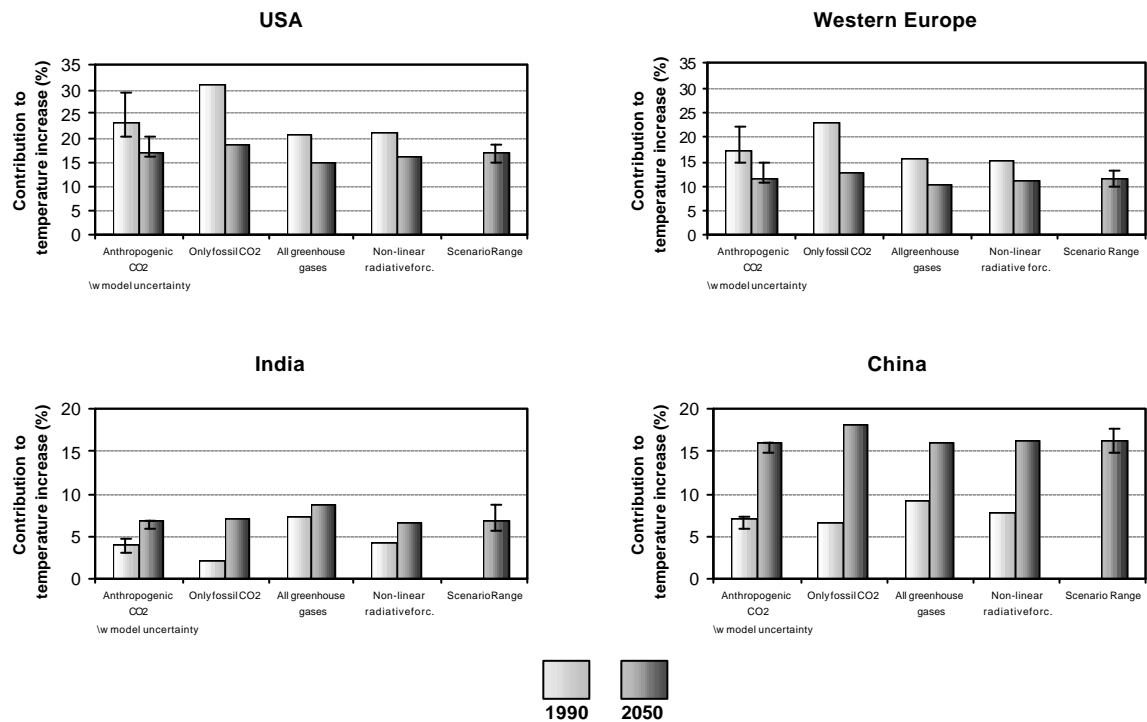 USA
Contribution to
temperature increase (%)
35
30
25
20
15
10
5
0
Anthropogenic
CO2
\w model uncertainty
Only fossil CO2
All greenhouse
gases
Non-linear
radiative forc.
Scenario Range
Western Europe
Contribution to
temperature increase (%)
35
30
25
20
15
10
5
0
Anthropogenic
CO2
\w model uncertainty
Only fossil CO2
All greenhouse
gases
Non-linear
radiative forc.
Scenario Range
India
Contribution to
temperature increase (%)
20
15
10
5
0
Anthropogenic
CO2
\w model uncertainty
Only fossil CO2
All greenhouse
gases
Non-linear
radiative forc.
Scenario Range
China
Contribution to
temperature increase (%)
20
15
10
5
0
Anthropogenic
CO2
\w model uncertainty
Only fossil CO2
All greenhouse
gases
Non-linear
radiative forc.
Scenario Range
1990
2050